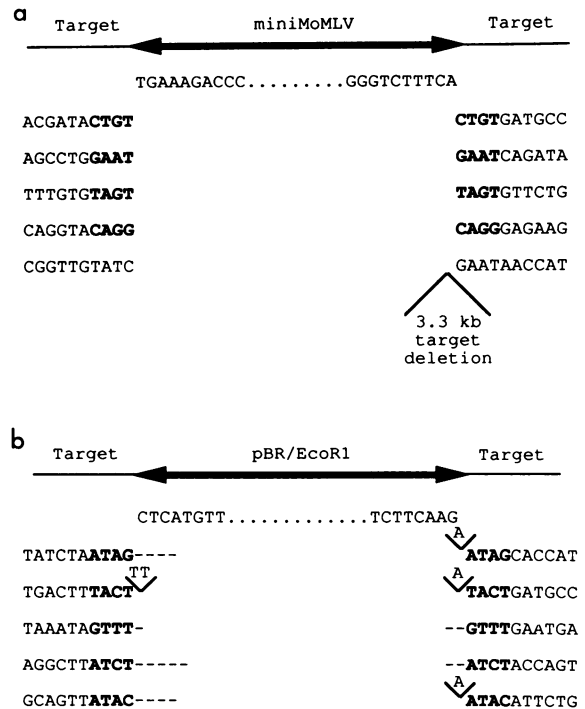 a
Target miniMoMLV Target
TGAAAGACCC.........GGGTCTTTCA
ACGATACTGT CTGTGATGCC
AGCCTGGAAT GAATCAGATA
TTTGTGTAGT TAGTGTTCTG
CAGGTACAGG CAGGGAGAAG
CGGTTGTATC GAATAACCAT
3.3 kb
target
deletion
b
Target pBR/EcoR1 Target
CTCATGTT.............TCTTCAAG
A
TATCTAATAG---- ATAGCACCAT
TT A
TGACTTTACT TACTGATGCC
TAAATAGTTT- --GTTTGAATGA
AGGCTTATCT----- --ATCTACCAGT
A
GCAGTTATAC---- ATACATTCTG